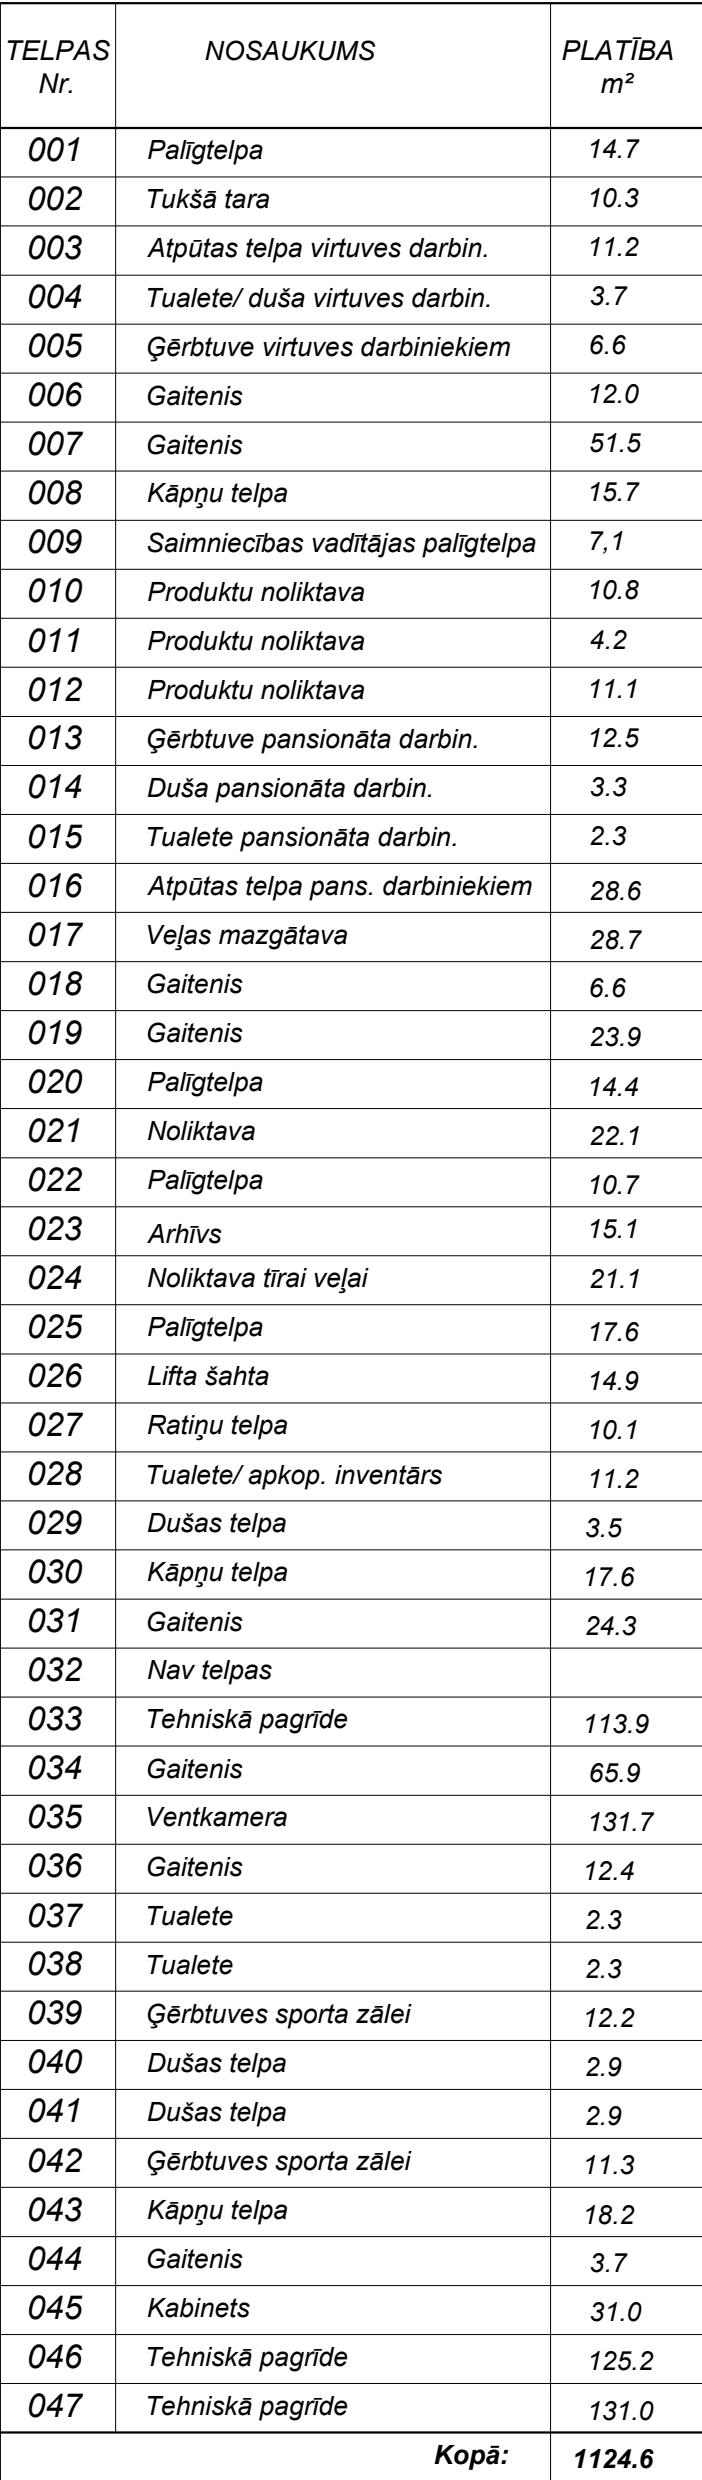 TELPAS Nr. NOSAUKUMS PLATĪBA m²
001 Palīgtelpa 14.7
002 Tukšā tara 10.3
003 Atpūtas telpa virtuves darbin. 11.2
004 Tualete/ duša virtuves darbin. 3.7
005 Ģērbtuve virtuves darbiniekiem 6.6
006 Gaitenis 12.0
007 Gaitenis 51.5
008 Kāpņu telpa 15.7
009 Saimniecības vadītājas palīgtelpa 7,1
010 Produktu noliktava 10.8
011 Produktu noliktava 4.2
012 Produktu noliktava 11.1
013 Ģērbtuve pansionāta darbin. 12.5
014 Duša pansionāta darbin. 3.3
015 Tualete pansionāta darbin. 2.3
016 Atpūtas telpa pans. darbiniekiem 28.6
017 Veļas mazgātava 28.7
018 Gaitenis 6.6
019 Gaitenis 23.9
020 Palīgtelpa 14.4
021 Noliktava 22.1
022 Palīgtelpa 10.7
023 Arhīvs 15.1
024 Noliktava tīrai veļai 21.1
025 Palīgtelpa 17.6
026 Lifta šahta 14.9
027 Ratiņu telpa 10.1
028 Tualete/ apkop. inventārs 11.2
029 Dušas telpa 3.5
030 Kāpņu telpa 17.6
031 Gaitenis 24.3
032 Nav telpas
033 Tehniskā pagrīde 113.9
034 Gaitenis 65.9
035 Ventkamera 131.7
036 Gaitenis 12.4
037 Tualete 2.3
038 Tualete 2.3
039 Ģērbtuves sporta zālei 12.2
040 Dušas telpa 2.9
041 Dušas telpa 2.9
042 Ģērbtuves sporta zālei 11.3
043 Kāpņu telpa 18.2
044 Gaitenis 3.7
045 Kabinets 31.0
046 Tehniskā pagrīde 125.2
047 Tehniskā pagrīde 131.0
Kopā: 1124.6